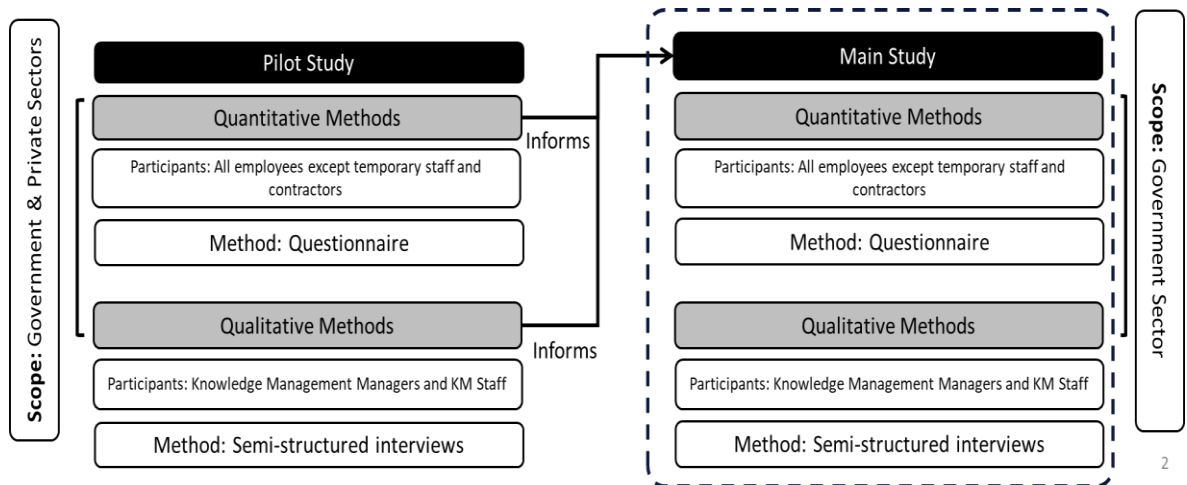 Scope: Government & Private Sectors
Pilot Study
Quantitative Methods
Participants: All employees except temporary staff and
contractors
Method: Questionnaire
Qualitative Methods
Participants: Knowledge Management Managers and KM Staff
Method: Semi-structured interviews
Informs
Informs
Main Study
Quantitative Methods
Participants: All employees except temporary staff and
contractors
Method: Questionnaire
Qualitative Methods
Participants: Knowledge Management Managers and KM Staff
Method: Semi-structured interviews
Scope: Government Sector
2